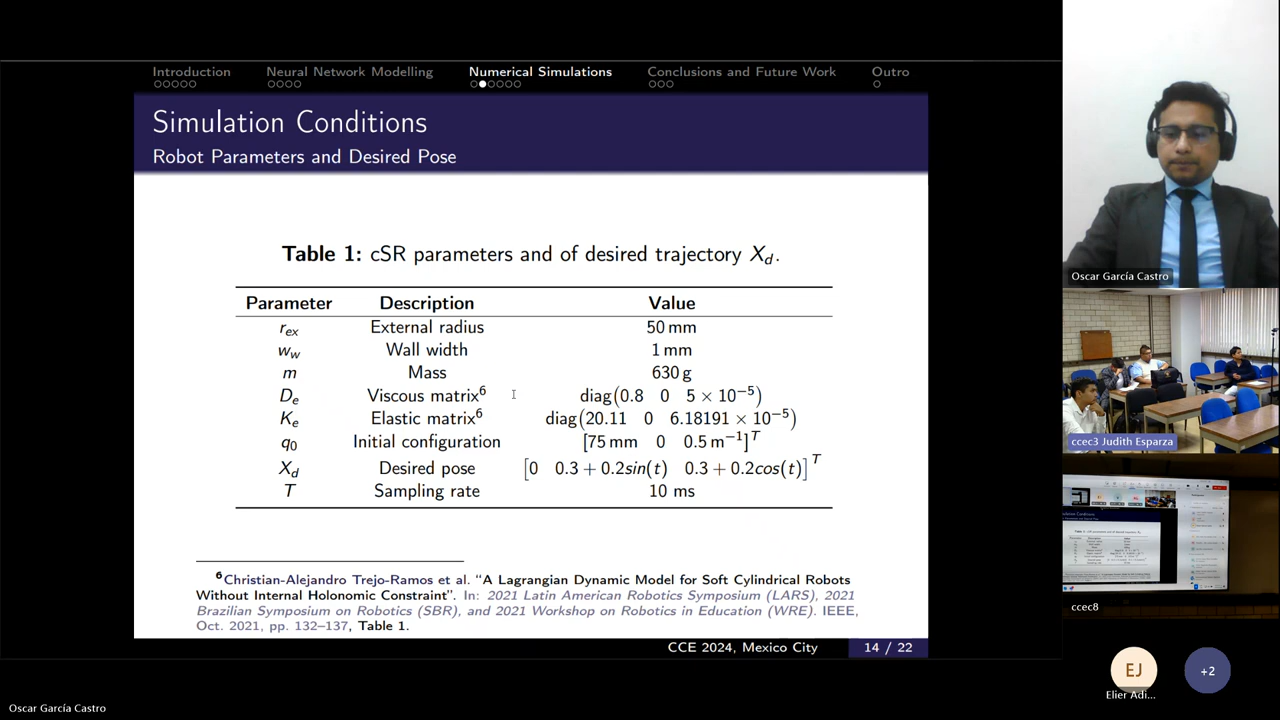 Introduction Neural Network Modelling Numerical Simulations Conclusions and Future Work Outro
Simulation Conditions
Robot Parameters and Desired Pose
Table 1: cSR parameters and of desired trajectory X_d.
Parameter Description Value
r_ex External radius 50 mm
w_w Wall width 1 mm
m Mass 630 g
D_e Viscous matrix⁶ diag(0.8 0 5 × 10⁻⁵)
K_e Elastic matrix⁶ diag(20.11 0 6.18191 × 10⁻⁵)
q_0 Initial configuration [75 mm 0 0.5 m⁻¹]ᵀ
X_d Desired pose [0 0.3 + 0.2sin(t) 0.3 + 0.2cos(t)]ᵀ
T Sampling rate 10 ms
⁶Christian-Alejandro Trejo-Ramos et al. “A Lagrangian Dynamic Model for Soft Cylindrical Robots
Without Internal Holonomic Constraint”. In: 2021 Latin American Robotics Symposium (LARS), 2021
Brazilian Symposium on Robotics (SBR), and 2021 Workshop on Robotics in Education (WRE). IEEE,
Oct. 2021, pp. 132–137, Table 1.
CCE 2024, Mexico City 14 / 22
Oscar García Castro
Oscar García Castro
ccec3 Judith Esparza
ccec8
EJ
Elier Adi...
+2